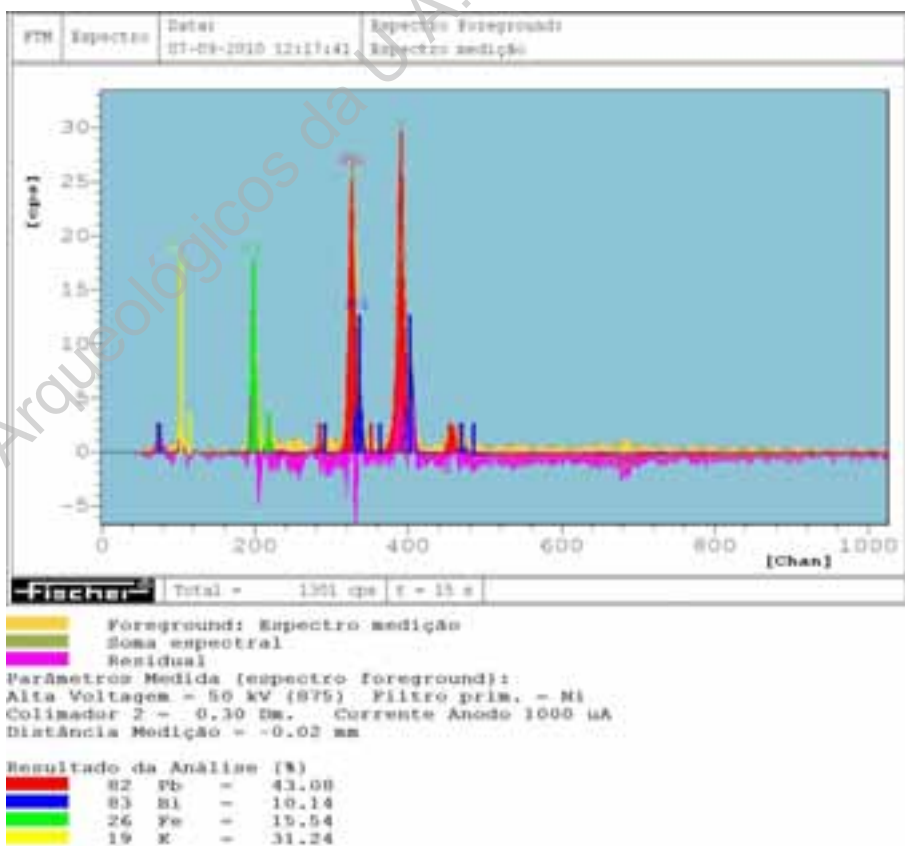 Arqueológicos da U.A.
FTM Espectro Data: Espectro Foreground:
07-09-2010 12:17:41 Espectro medição
[cps]
30
25
20
15
10
5
0
-5
0 200 400 600 800 1000
[Chan]
Fischer Total = 1301 cps t = 15 s
Foreground: Espectro medição
Soma espectral
Residual
Parâmetros Medida (espectro foreground):
Alta Voltagem = 50 kV (875) Filtro prim. = Ni
Colimador 2 = 0.30 Dm. Corrente Anodo 1000 uA
Distância Medição = -0.02 mm
Resultado da Análise (%)
82 Pb = 43.08
83 Bi = 10.14
26 Fe = 15.54
19 K = 31.24